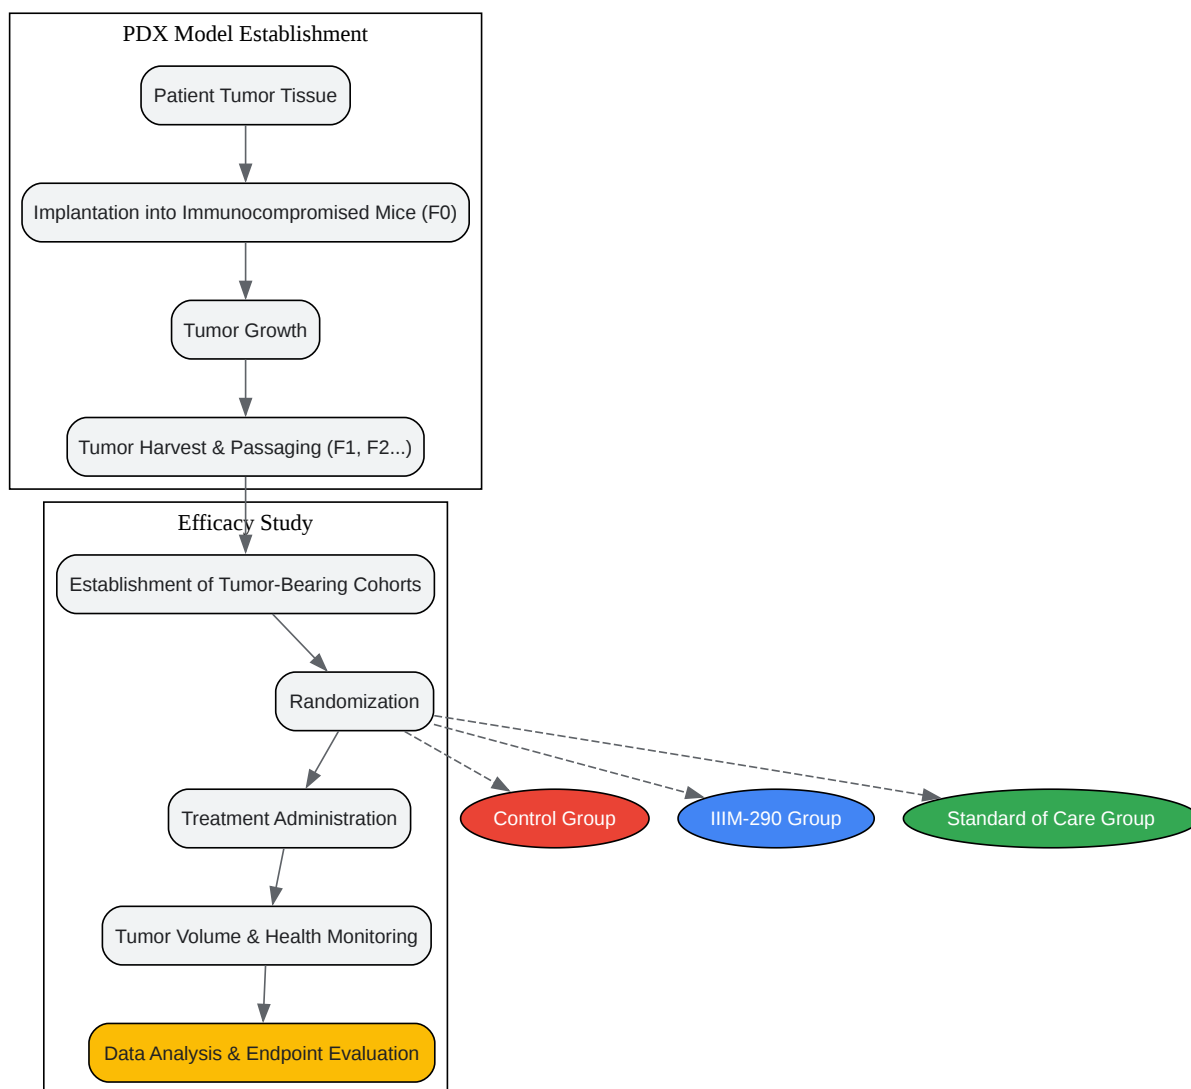 PDX Model Establishment
Patient Tumor Tissue
Implantation into Immunocompromised Mice (F0)
Tumor Growth
Tumor Harvest & Passaging (F1, F2...)
Efficacy Study
Establishment of Tumor-Bearing Cohorts
Randomization
Treatment Administration
Control Group
IIIM-290 Group
Standard of Care Group
Tumor Volume & Health Monitoring
Data Analysis & Endpoint Evaluation